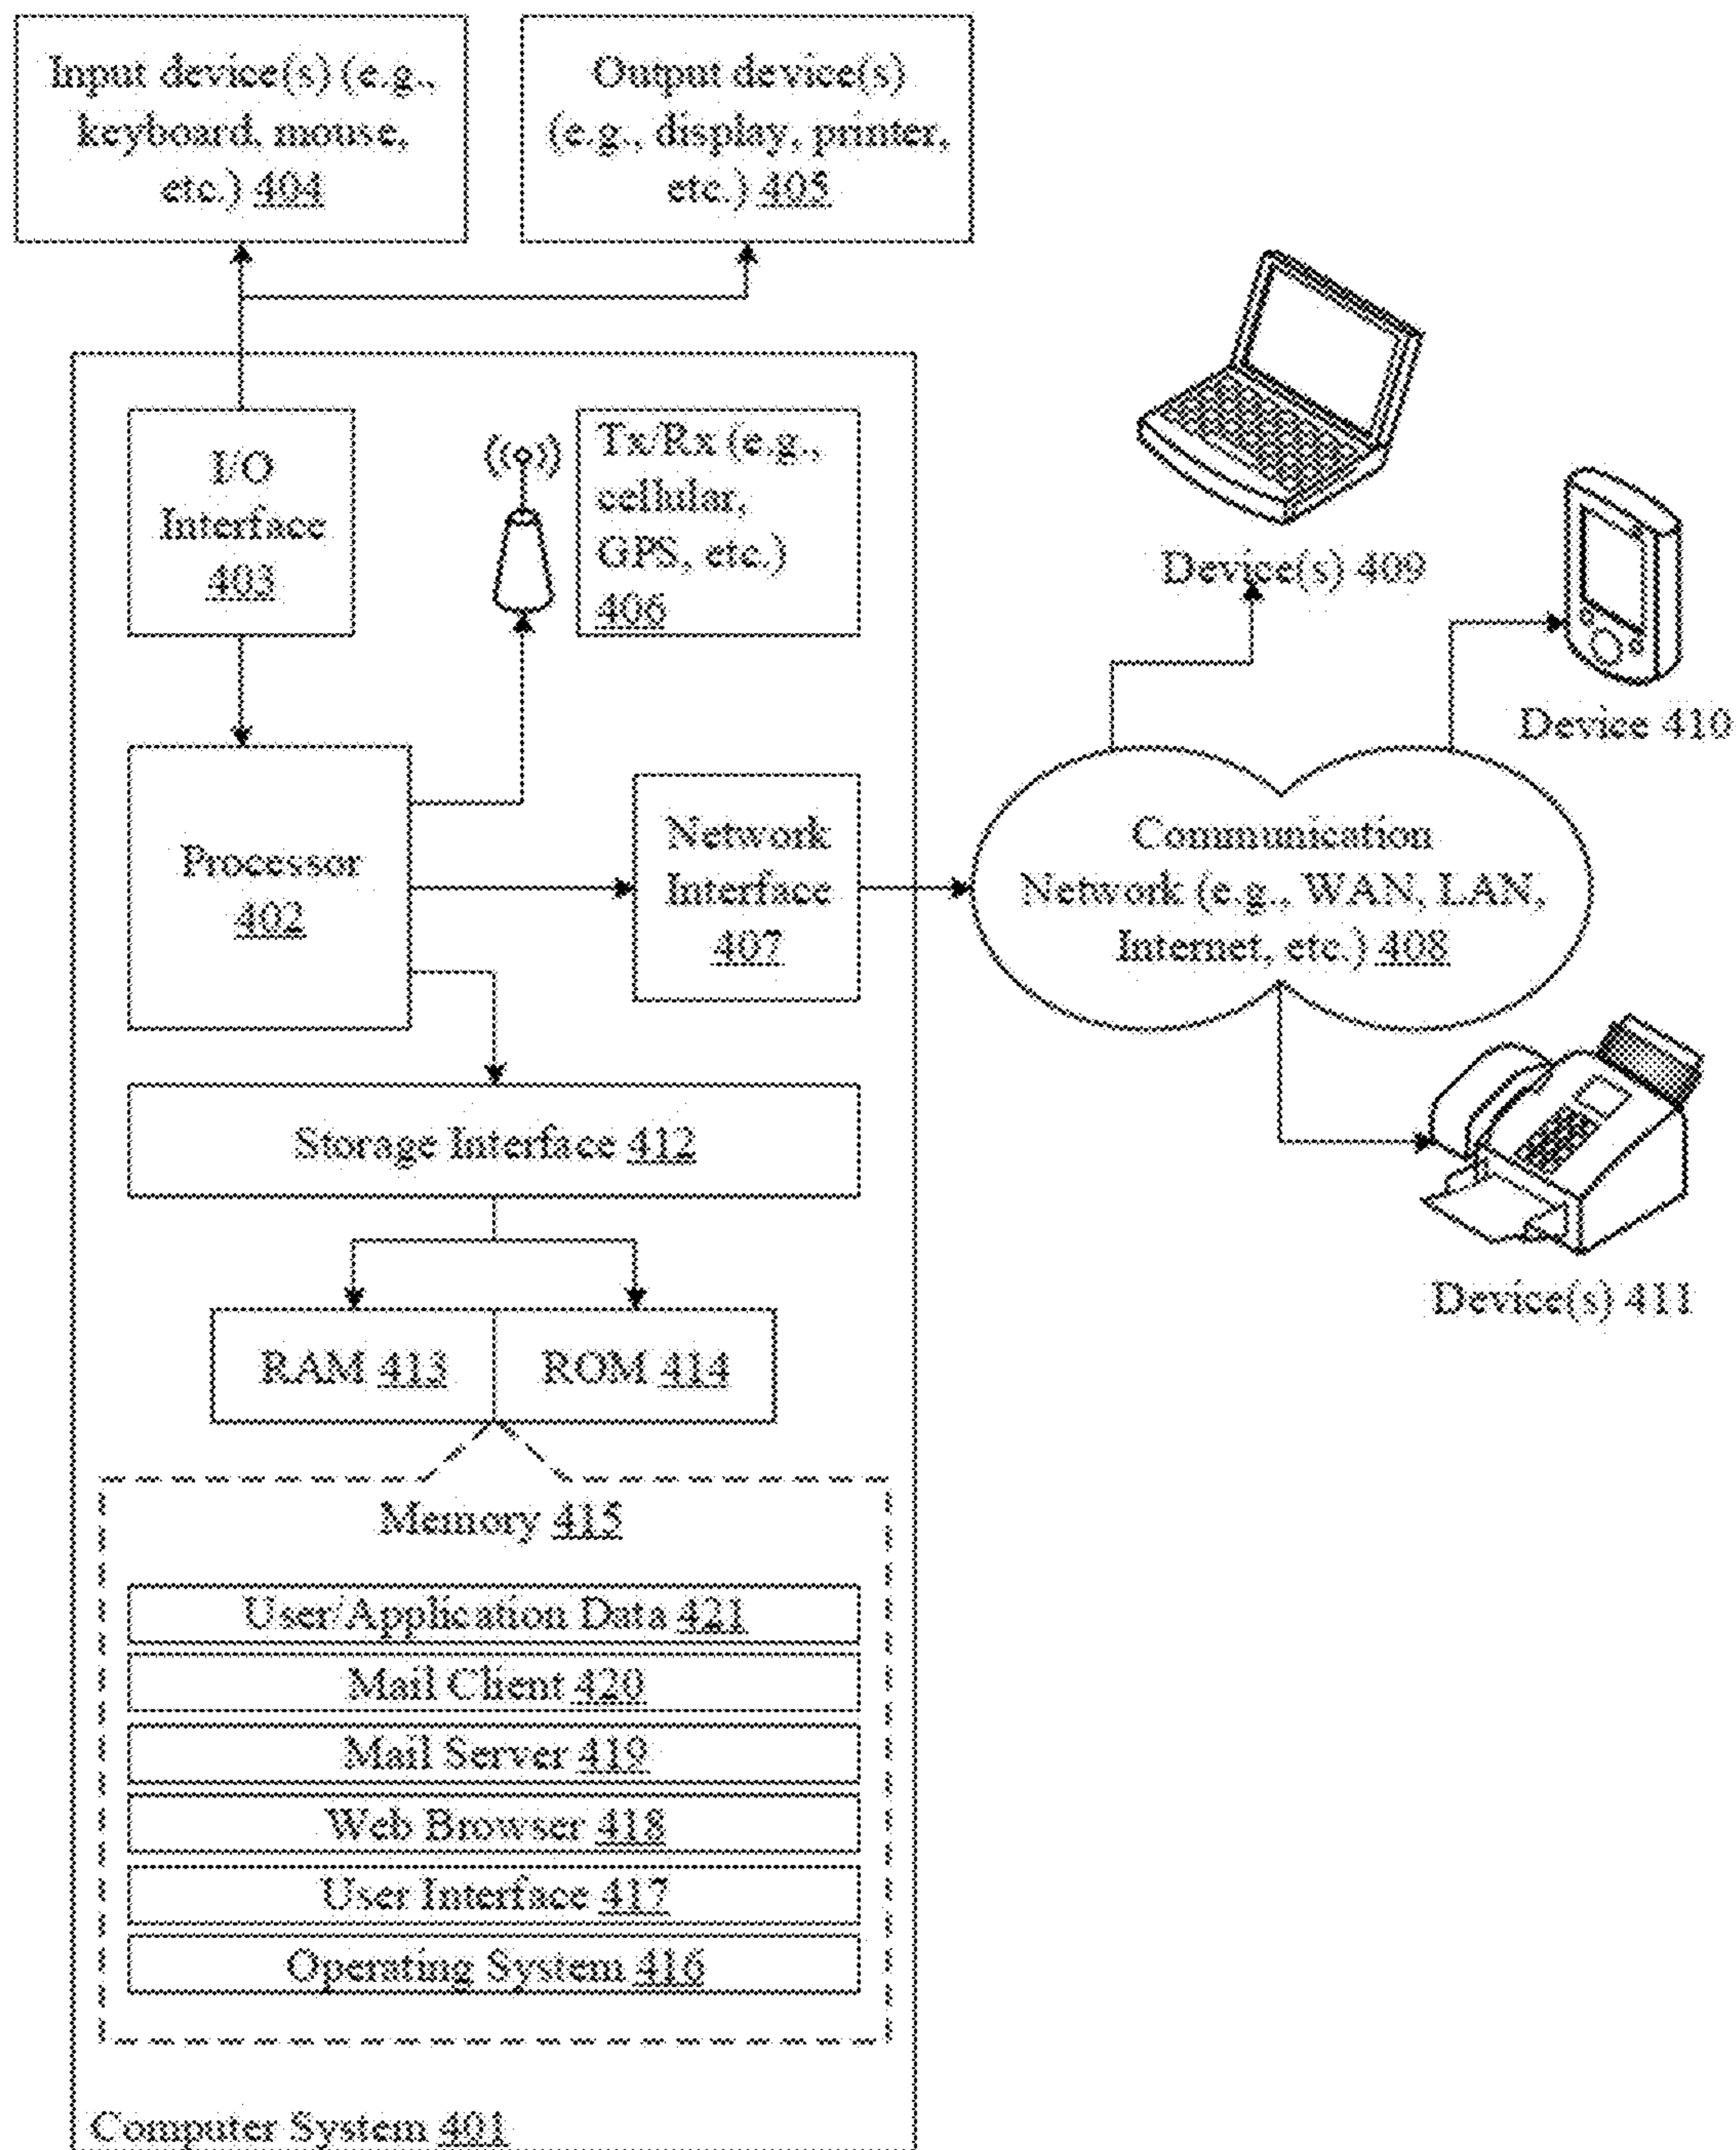 Input device(s) (e.g.,
keyboard, mouse,
etc.) 404
Output device(s)
(e.g., display, printer,
etc.) 405
I/O
Interface
403
Tx/Rx (e.g.,
cellular,
GPS, etc.)
406
Device(s) 409
Device 410
Processor
402
Network
Interface
407
Communication
Network (e.g., WAN, LAN,
Internet, etc.) 408
Storage Interface 412
Device(s) 411
RAM 413
ROM 414
Memory 415
User/Application Data 421
Mail Client 420
Mail Server 419
Web Browser 418
User Interface 417
Operating System 416
Computer System 401